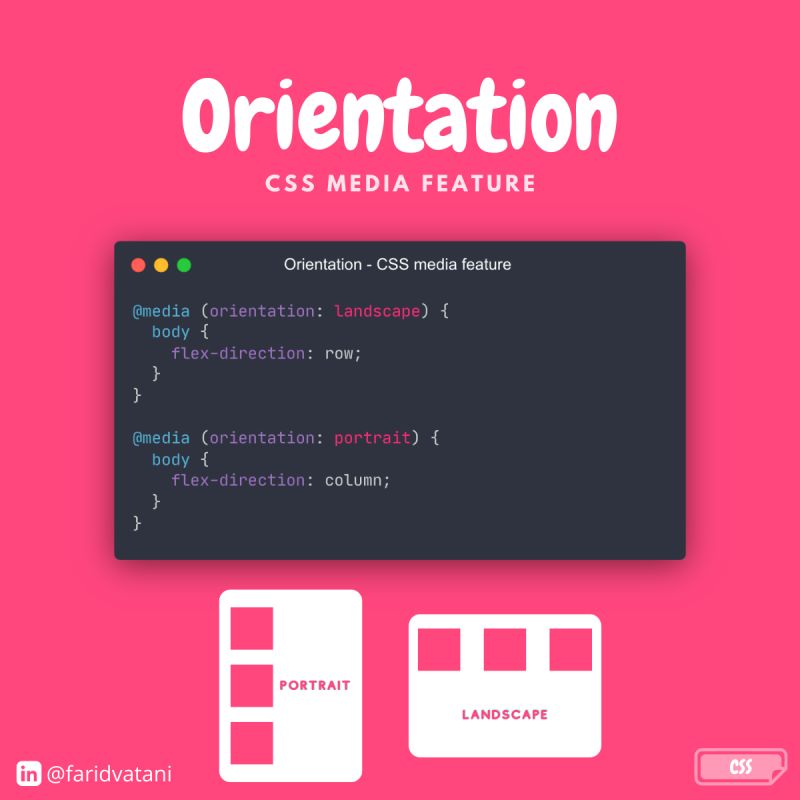 Orientation
CSS MEDIA FEATURE
Orientation - CSS media feature
@media (orientation: landscape) {
  body {
    flex-direction: row;
  }
}

@media (orientation: portrait) {
  body {
    flex-direction: column;
  }
}
PORTRAIT
LANDSCAPE
in @faridvatani
CSS